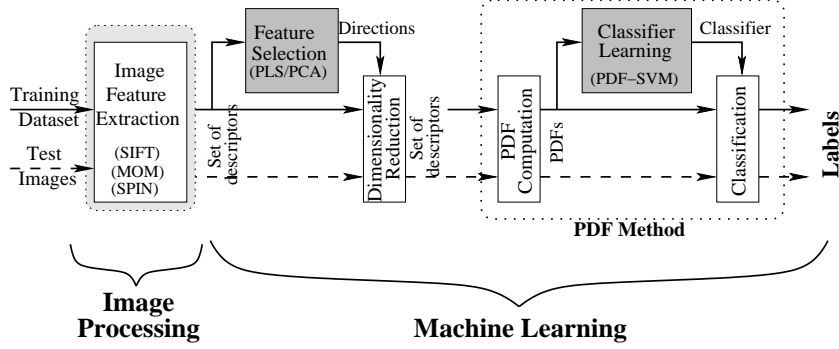 Training
Dataset
Test
Images
Image
Feature
Extraction
(SIFT)
(MOM)
(SPIN)
Set of
descriptors
Feature
Selection
(PLS/PCA)
Directions
Dimensionality
Reduction
Set of
descriptors
PDF
Computation
PDFs
Classifier
Learning
(PDF−SVM)
Classifier
Classification
Labels
PDF Method
Image
Processing
Machine Learning